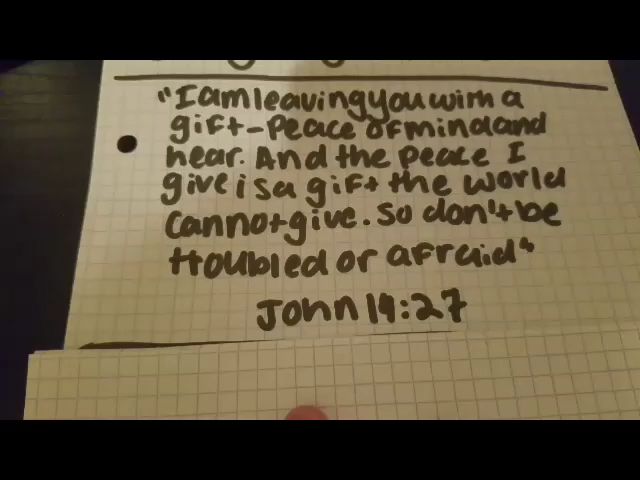 "I am leaving you with a
gift - Peace of mind and
hear. And the peace I
give is a gift the world
cannot give. So don't be
troubled or afraid"
John 14:27